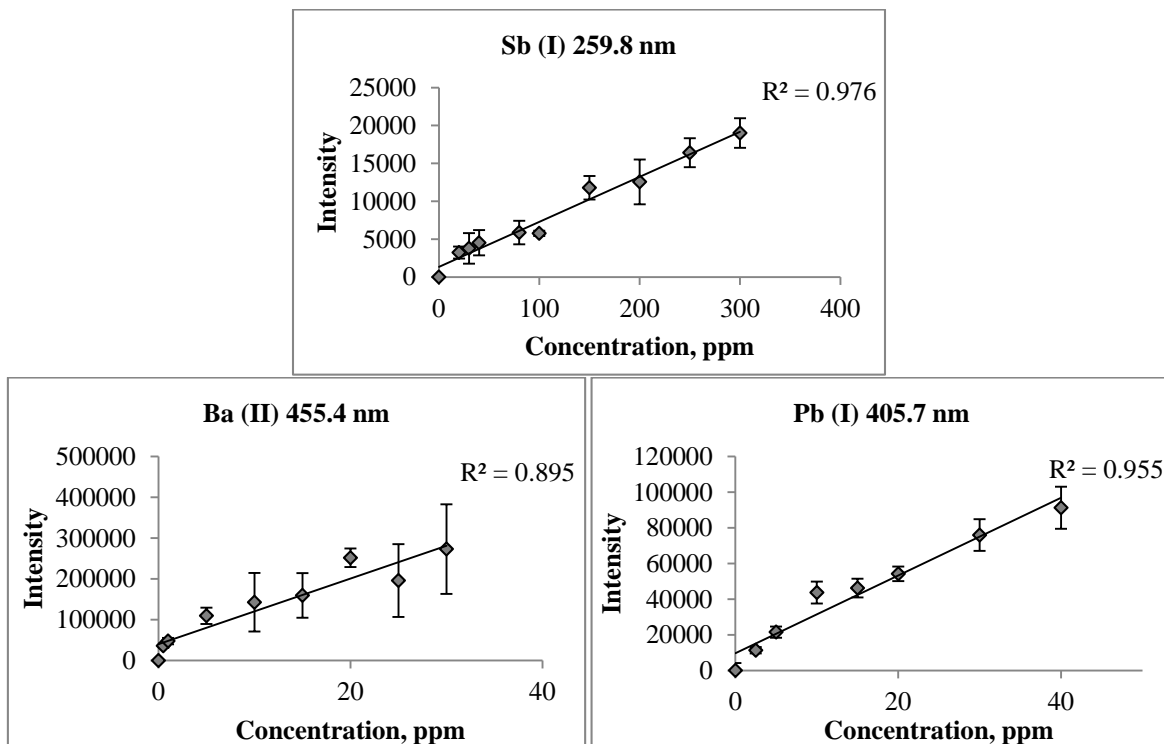 Sb (I) 259.8 nm
R² = 0.976
25000
20000
15000
10000
5000
0
Intensity
0 100 200 300 400
Concentration, ppm
Ba (II) 455.4 nm
R² = 0.895
500000
400000
300000
200000
100000
0
Intensity
0 20 40
Concentration, ppm
Pb (I) 405.7 nm
R² = 0.955
120000
100000
80000
60000
40000
20000
0
Intensity
0 20 40
Concentration, ppm